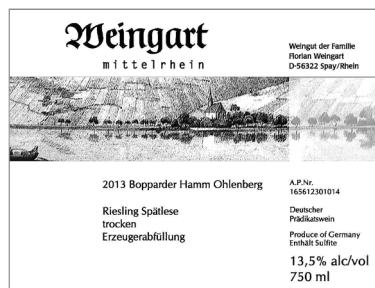 Weingart
mittelrhein
Weingut der Familie
Florian Weingart
D-56322 Spay/Rhein
2013 Bopparder Hamm Ohlenberg
Riesling Spätlese
trocken
Erzeugerabfüllung
A.P.Nr.
165612301014
Deutscher
Prädikatswein
Produce of Germany
Enthält Sulfite
13,5% alc/vol
750 ml